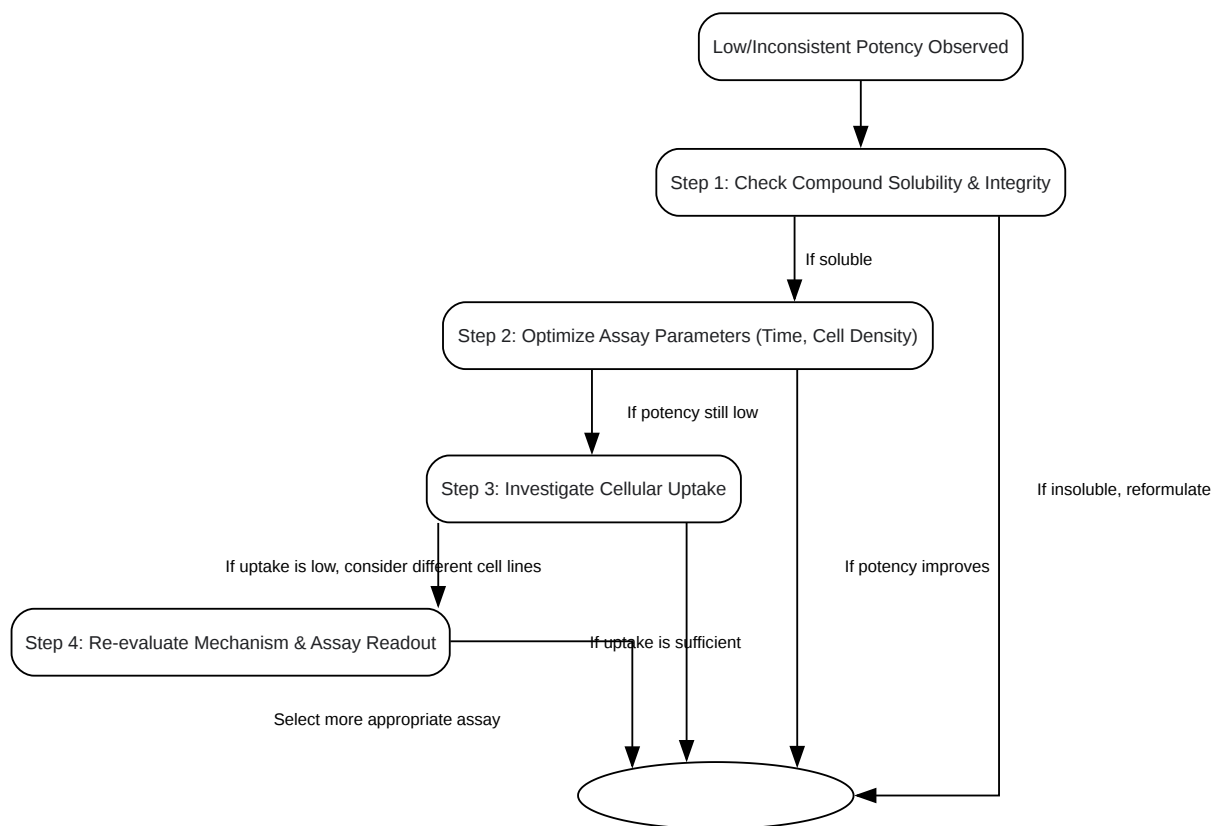 Low/Inconsistent Potency Observed
Step 1: Check Compound Solubility & Integrity
If soluble
Step 2: Optimize Assay Parameters (Time, Cell Density)
If potency still low
Step 3: Investigate Cellular Uptake
If insoluble, reformulate
If uptake is low, consider different cell lines
If potency improves
Step 4: Re-evaluate Mechanism & Assay Readout
If uptake is sufficient
Select more appropriate assay